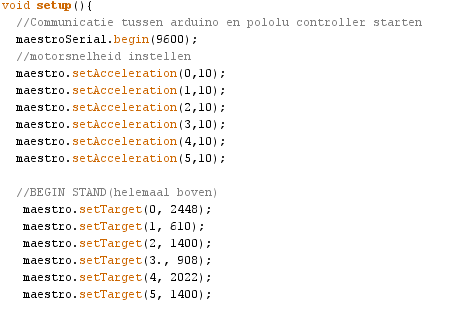 void setup(){
//Communicatie tussen arduino en pololu controller starten
maestroSerial.begin(9600);
//motorsnelheid instellen
maestro.setAcceleration(0,10);
maestro.setAcceleration(1,10);
maestro.setAcceleration(2,10);
maestro.setAcceleration(3,10);
maestro.setAcceleration(4,10);
maestro.setAcceleration(5,10);
//BEGIN STAND(helemaal boven)
maestro.setTarget(0, 2448);
maestro.setTarget(1, 610);
maestro.setTarget(2, 1400);
maestro.setTarget(3., 908);
maestro.setTarget(4, 2022);
maestro.setTarget(5, 1400);